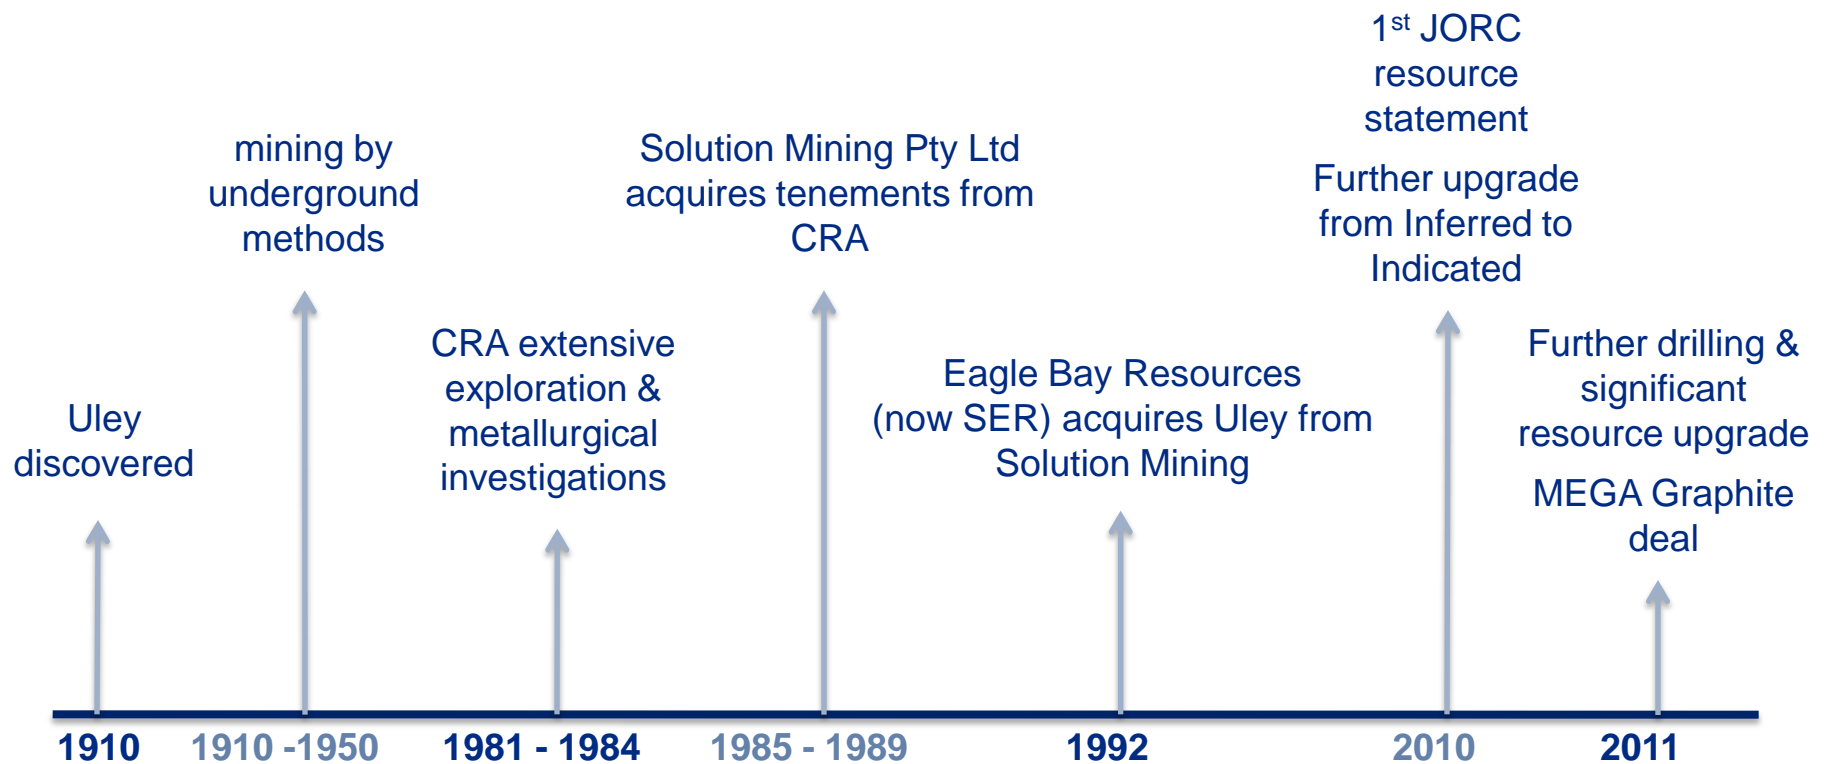 Uley
discovered
mining by
underground
methods
CRA extensive
exploration &
metallurgical
investigations
Solution Mining Pty Ltd
acquires tenements from
CRA
Eagle Bay Resources
(now SER) acquires Uley from
Solution Mining
1st JORC
resource
statement
Further upgrade
from Inferred to
Indicated
Further drilling &
significant
resource upgrade
MEGA Graphite
deal
1910
1910 -1950
1981 - 1984
1985 - 1989
1992
2010
2011